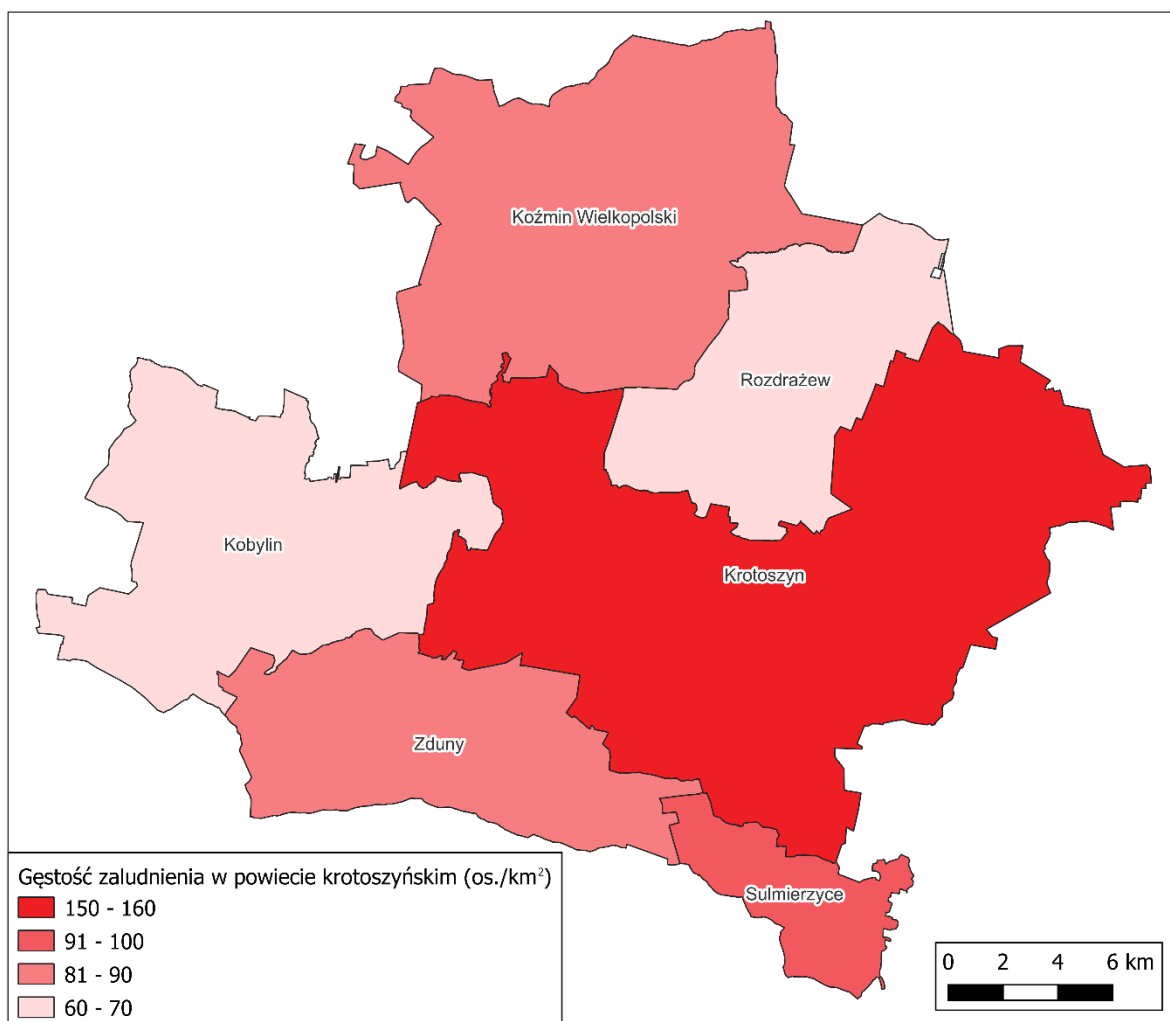 Koźmin Wielkopolski
Rozdrażew
Kobylin
Krotoszyn
Zduny
Sulmierzyce
Gęstość zaludnienia w powiecie krotoszyńskim (os./km²)
150 - 160
91 - 100
81 - 90
60 - 70
0 2 4 6 km